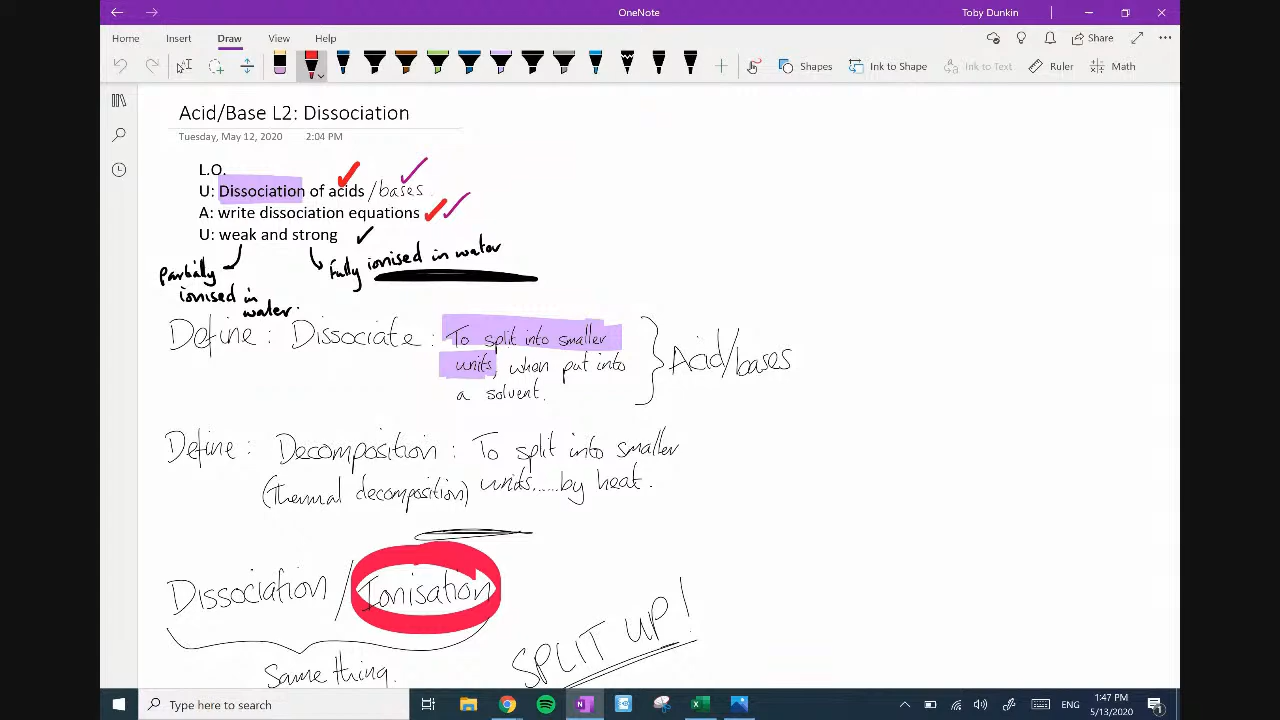 OneNote
Toby Dunkin
Home Insert Draw View Help
Share
Shapes Ink to Shape Ink to Text Ruler Math
Acid/Base L2: Dissociation
Tuesday, May 12, 2020 2:04 PM
L.O.
U: Dissociation of acids /bases
A: write dissociation equations
U: weak and strong
Partially ionised in water.
Fully ionised in water
Define: Dissociate: To split into smaller
units, when put into
a solvent.
Acid/bases
Define: Decomposition: To split into smaller
(thermal decomposition) units......by heat.
Dissociation/Ionisation
Same thing.
SPLIT UP!
Type here to search
ENG
1:47 PM
5/13/2020
1